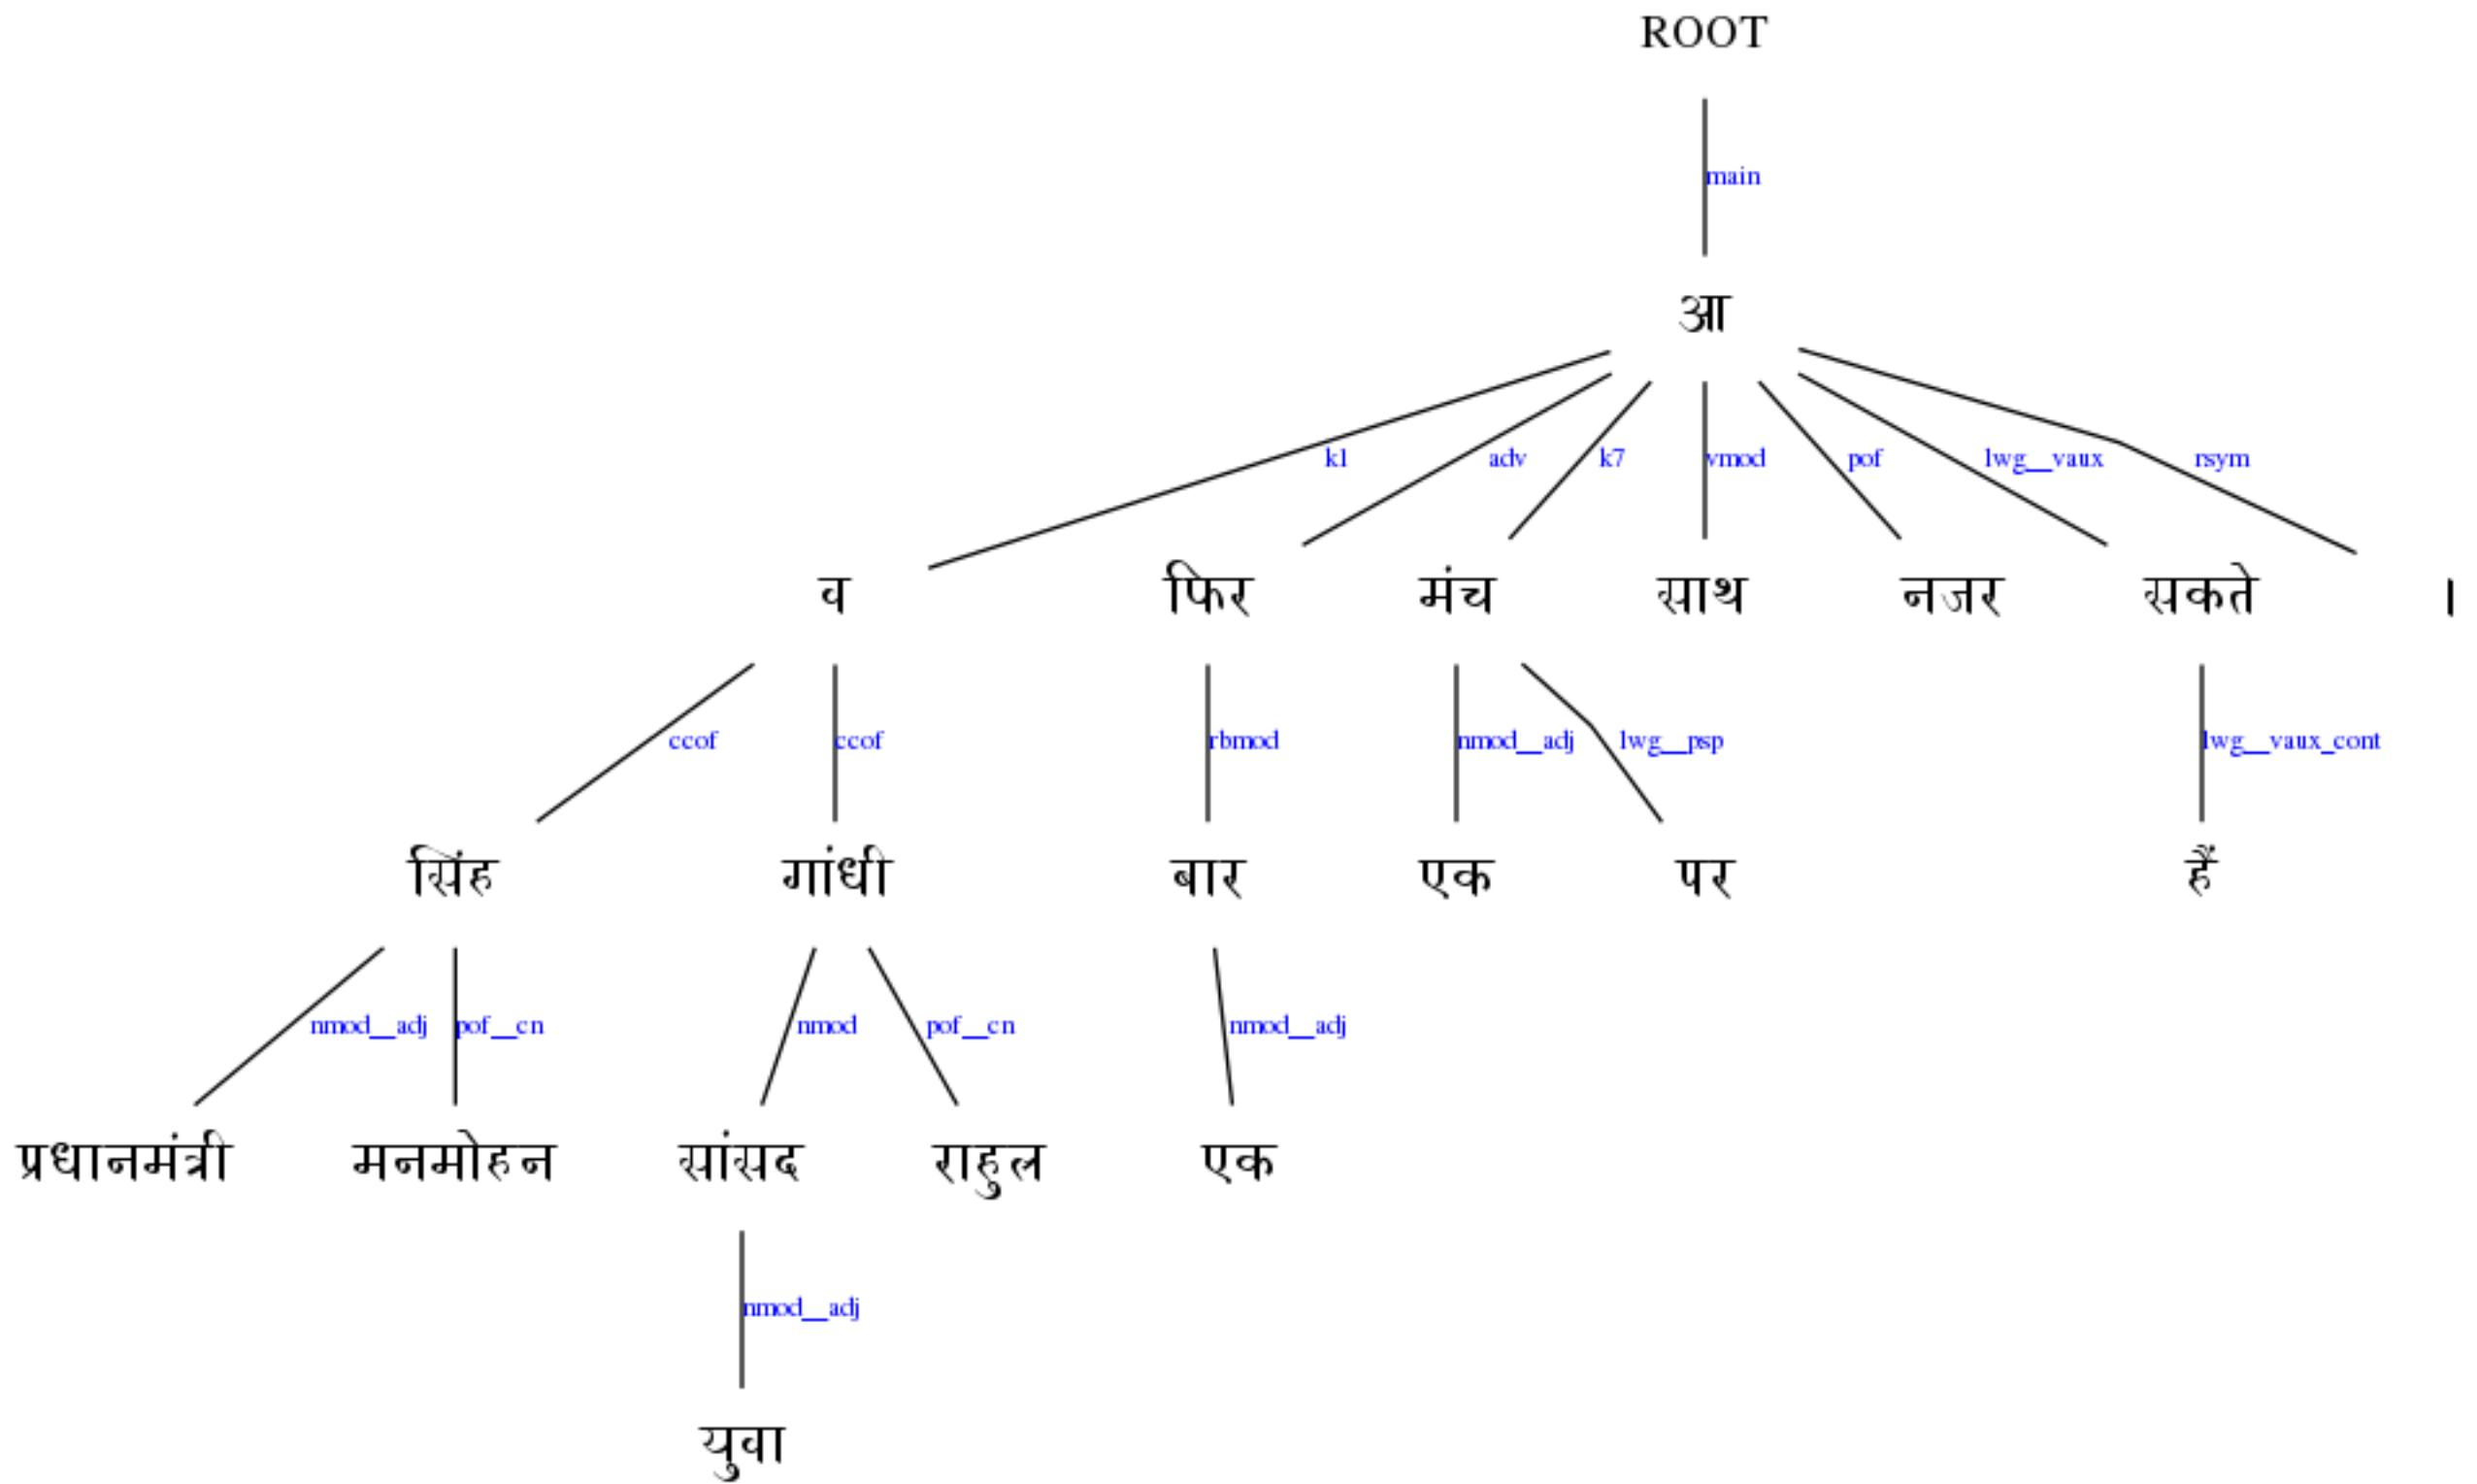 ROOT
main
आ
k1 adv k7 vmod pof lwg__vaux rsym
व फिर मंच साथ नजर सकते ।
ccof ccof rbmod nmod__adj lwg__psp lwg__vaux_cont
सिंह गांधी बार एक पर हैं
nmod__adj pof__cn nmod pof__cn nmod__adj
प्रधानमंत्री मनमोहन सांसद राहुल एक
nmod__adj
युवा